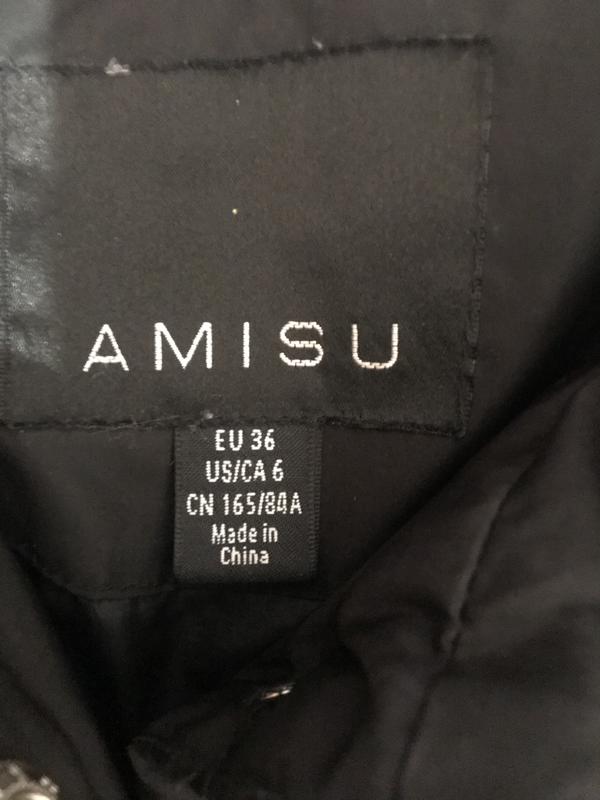 AMISU
EU 36
US/CA 6
CN 165/84A
Made in
China